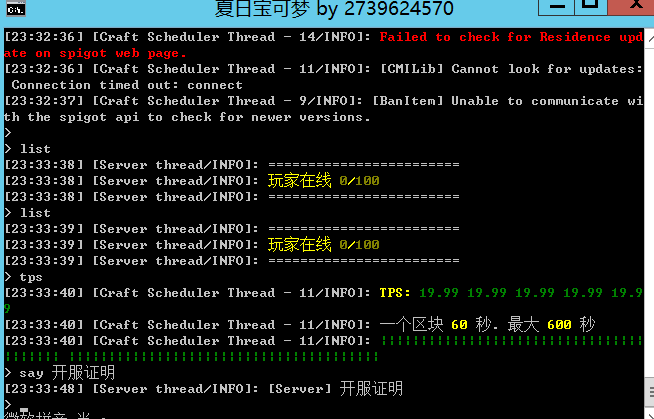 夏日宝可梦 by 2739624570
[23:32:36] [Craft Scheduler Thread - 14/INFO]: Failed to check for Residence upd
ate on spigot web page.
[23:32:36] [Craft Scheduler Thread - 11/INFO]: [CMILib] Cannot look for updates:
Connection timed out: connect
[23:32:37] [Craft Scheduler Thread - 9/INFO]: [BanItem] Unable to communicate wi
th the spigot api to check for newer versions.
>
> list
[23:33:38] [Server thread/INFO]: ========================
[23:33:38] [Server thread/INFO]: 玩家在线 0/100
[23:33:38] [Server thread/INFO]: ========================
> list
[23:33:39] [Server thread/INFO]: ========================
[23:33:39] [Server thread/INFO]: 玩家在线 0/100
[23:33:39] [Server thread/INFO]: ========================
> tps
[23:33:40] [Craft Scheduler Thread - 11/INFO]: TPS: 19.99 19.99 19.99 19.99 19.9
9
[23:33:40] [Craft Scheduler Thread - 11/INFO]: 一个区块 60 秒. 最大 600 秒
[23:33:40] [Craft Scheduler Thread - 11/INFO]:
> say 开服证明
[23:33:48] [Server thread/INFO]: [Server] 开服证明
>